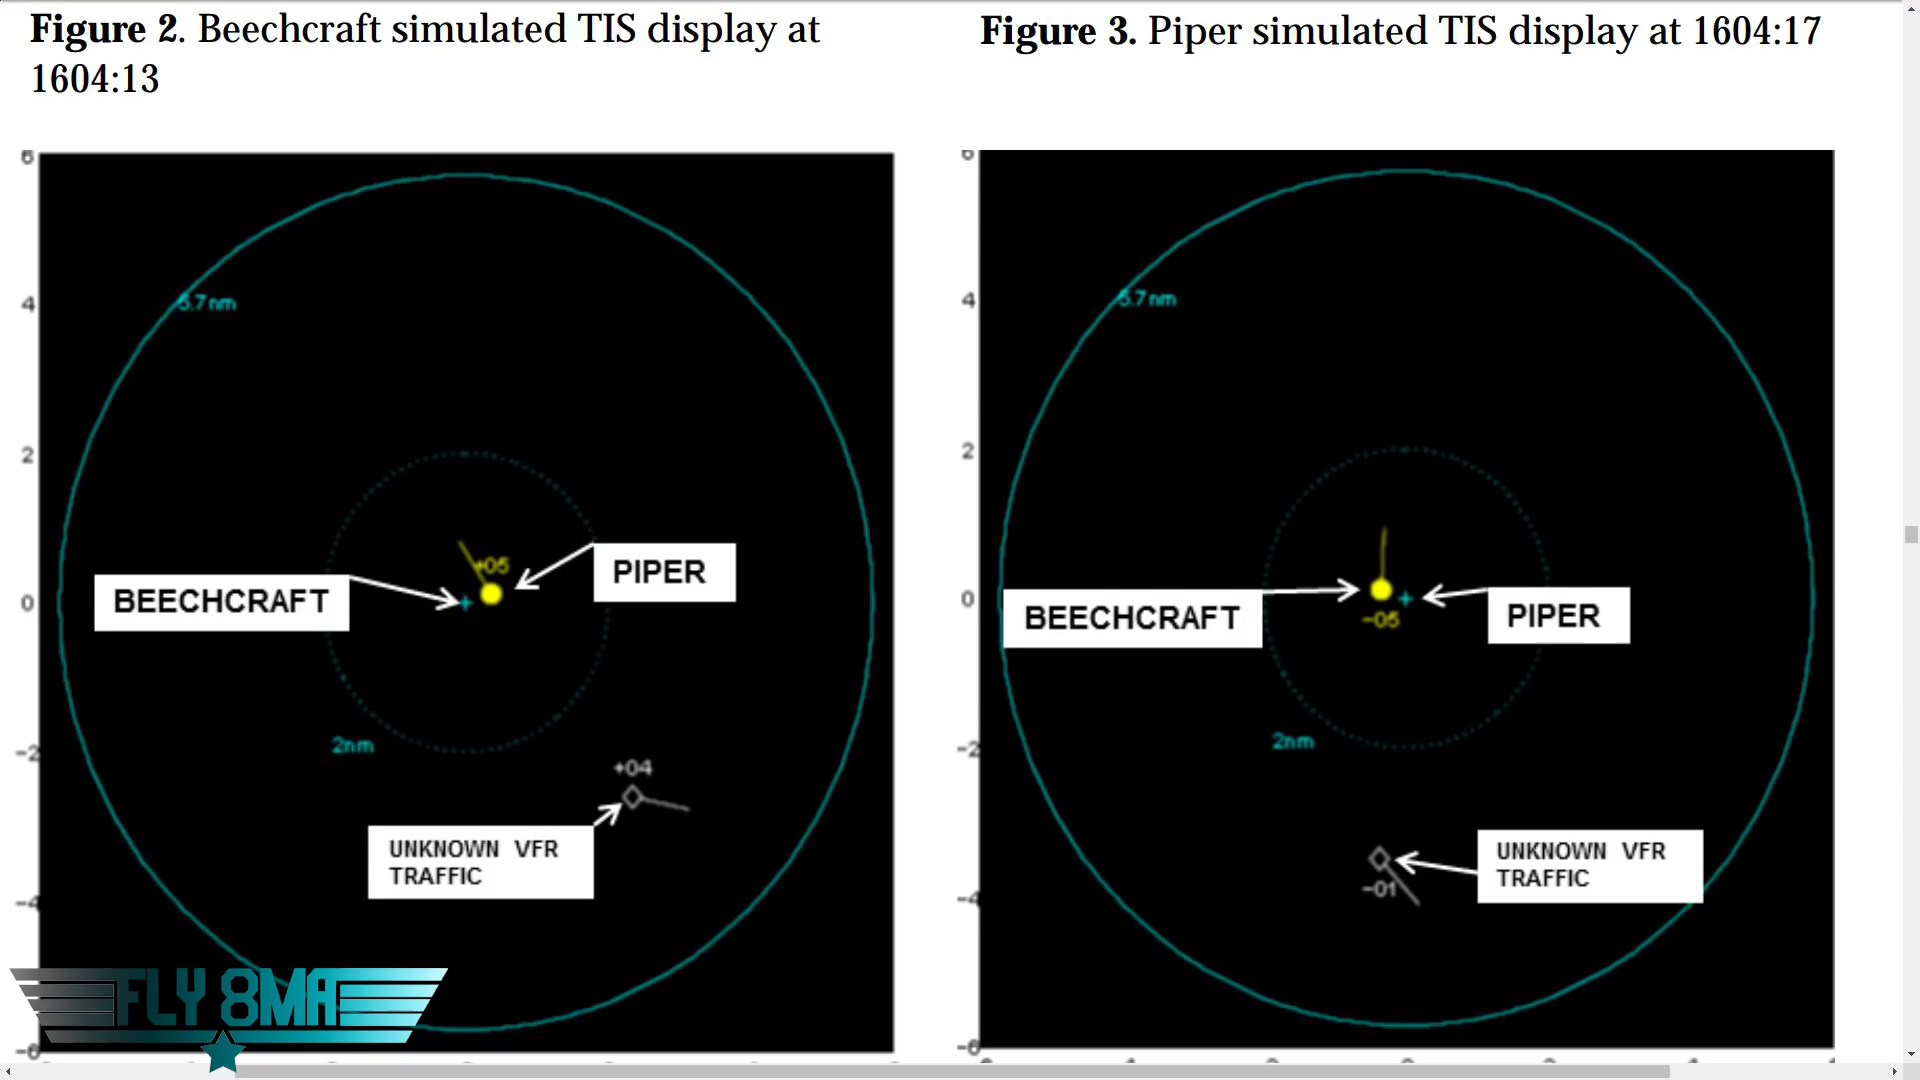 Figure 2. Beechcraft simulated TIS display at
1604:13
6
4
2
0
-2
-4
-6
5.7nm
+05
PIPER
BEECHCRAFT
2nm
+04
UNKNOWN VFR
TRAFFIC
FLY 8MA
Figure 3. Piper simulated TIS display at 1604:17
6
4
2
0
-2
-4
-6
5.7nm
BEECHCRAFT
-05
PIPER
2nm
-01
UNKNOWN VFR
TRAFFIC